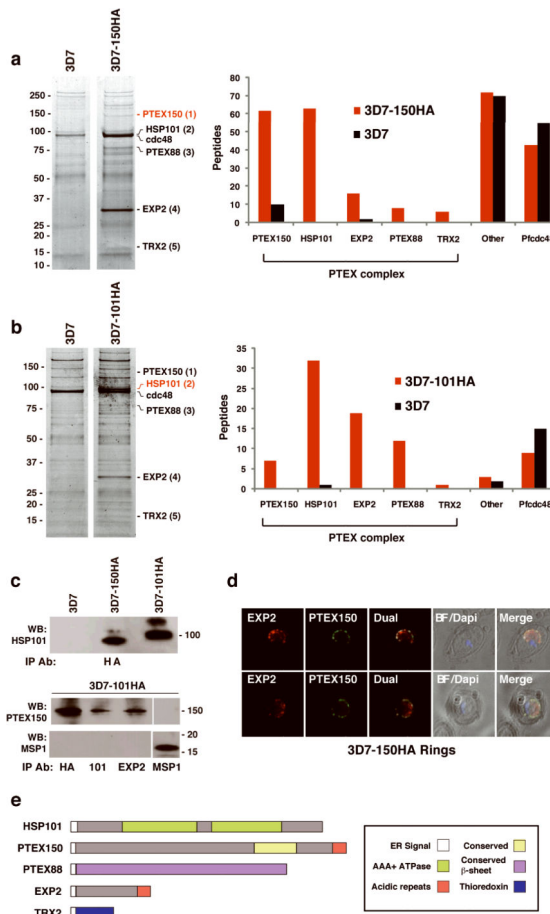 a
3D7
3D7-150HA
250
150
100
75
50
37
25
20
15
10
PTEX150 (1)
HSP101 (2)
cdc48
PTEX88 (3)
EXP2 (4)
TRX2 (5)
Peptides
80
70
60
50
40
30
20
10
0
3D7-150HA
3D7
PTEX150
HSP101
EXP2
PTEX88
TRX2
Other
Pfcdc48
PTEX complex
b
3D7
3D7-101HA
150
100
75
50
37
25
20
15
PTEX150 (1)
HSP101 (2)
cdc48
PTEX88 (3)
EXP2 (4)
TRX2 (5)
Peptides
35
30
25
20
15
10
5
0
3D7-101HA
3D7
PTEX150
HSP101
EXP2
PTEX88
TRX2
Other
Pfcdc48
PTEX complex
c
3D7
3D7-150HA
3D7-101HA
WB:
HSP101
- 100
IP Ab:
HA
3D7-101HA
WB:
PTEX150
- 150
WB:
MSP1
- 20
- 15
IP Ab:
HA
101
EXP2
MSP1
d
EXP2
PTEX150
Dual
BF/Dapi
Merge
EXP2
PTEX150
Dual
BF/Dapi
Merge
3D7-150HA Rings
e
HSP101
PTEX150
PTEX88
EXP2
TRX2
ER Signal
Conserved
AAA+ ATPase
Conserved
β-sheet
Acidic repeats
Thioredoxin